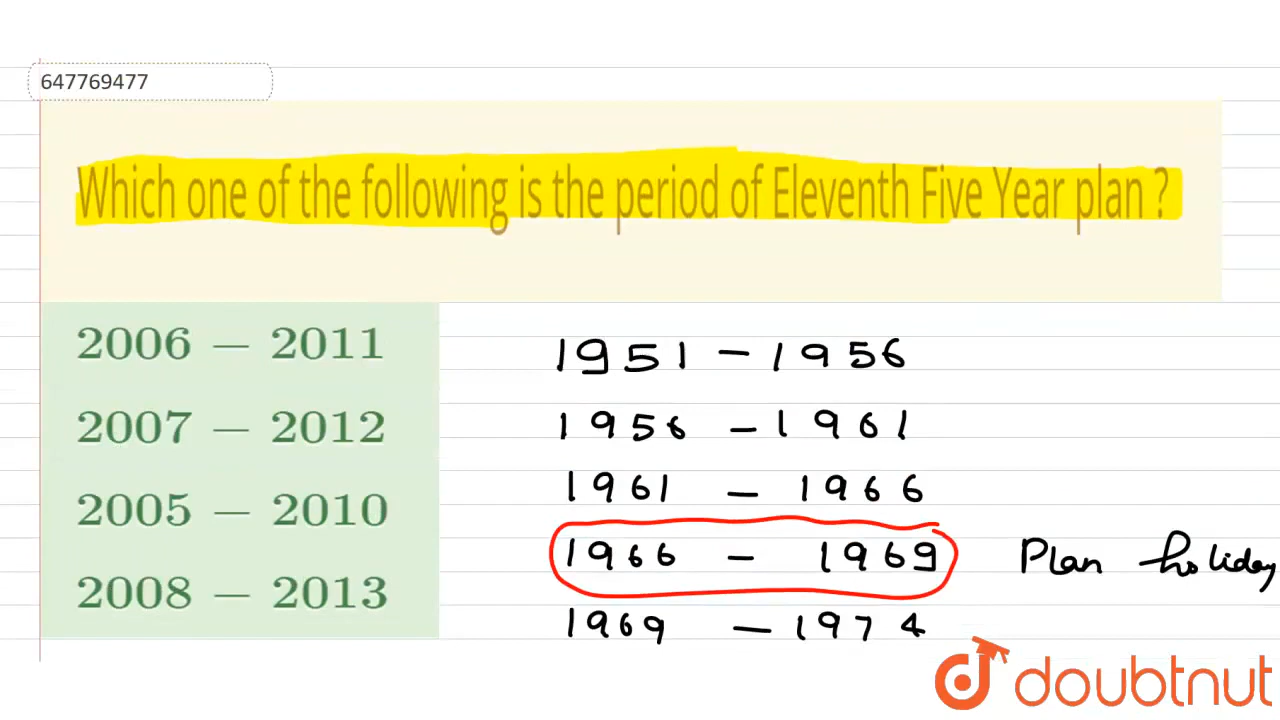 647769477
Which one of the following is the period of Eleventh Five Year plan ?
2006 - 2011
2007 - 2012
2005 - 2010
2008 - 2013
1951 - 1956
1956 - 1961
1961 - 1966
1966 - 1969 Plan holiday
1969 - 1974
doubtnut